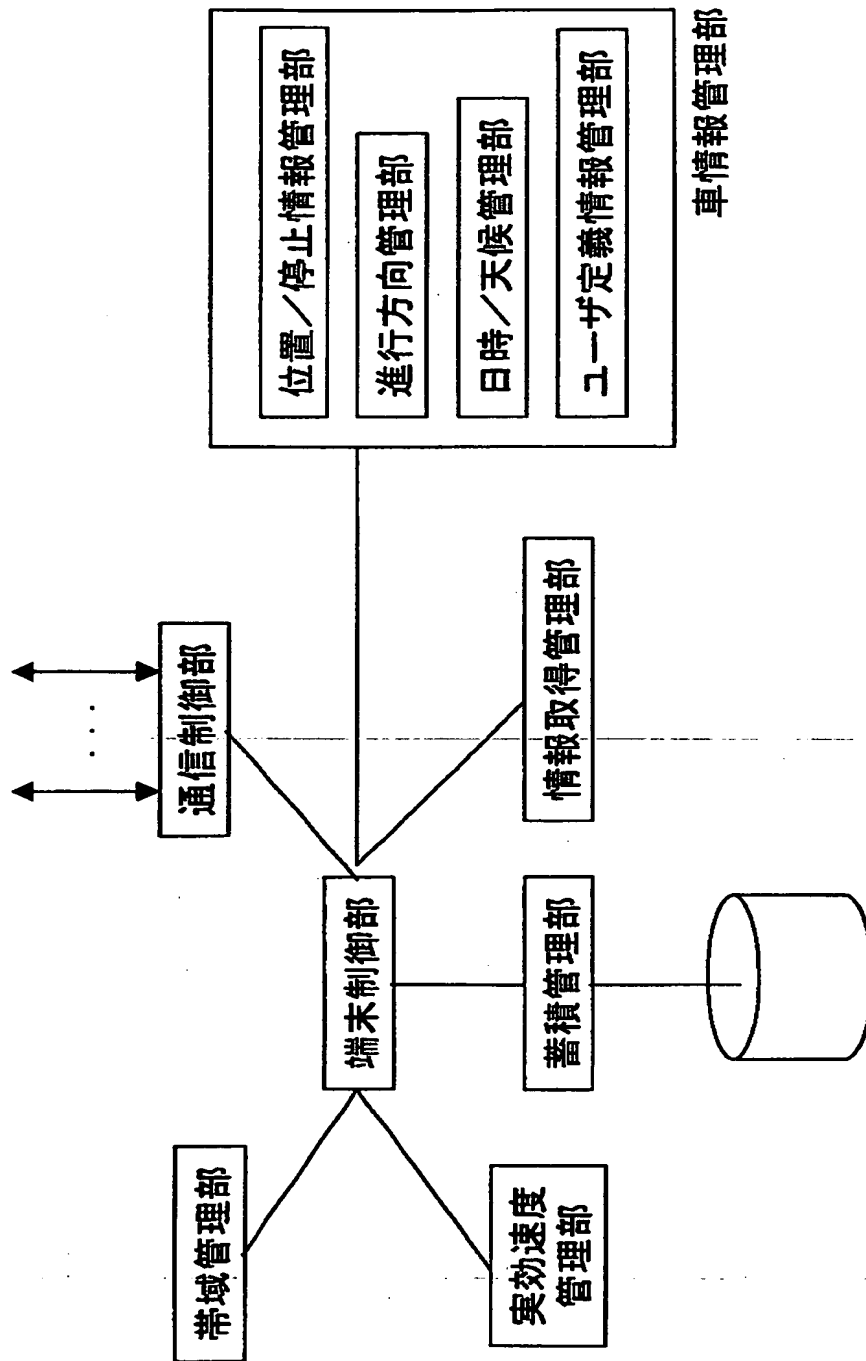 帯域管理部
実効速度
管理部
端末制御部
蓄積管理部
通信制御部
・・・
情報取得管理部
位置／停止情報管理部
進行方向管理部
日時／天候管理部
ユーザ定義情報管理部
車情報管理部